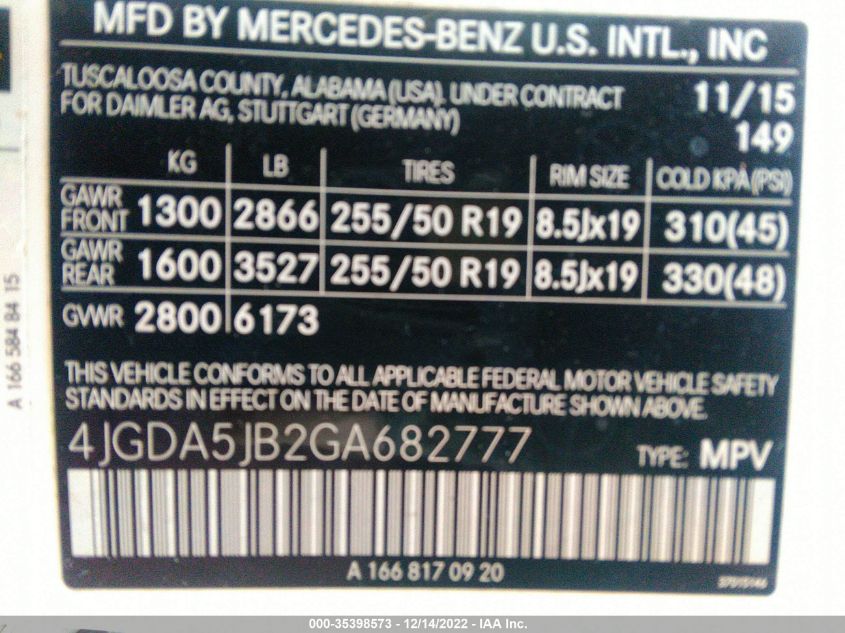 MFD BY MERCEDES-BENZ U.S. INTL., INC
TUSCALOOSA COUNTY, ALABAMA (USA). UNDER CONTRACT 11/15
FOR DAIMLER AG, STUTTGART (GERMANY) 149
KG LB TIRES RIM SIZE COLD KPA (PSI)
GAWR FRONT 1300 2866 255/50 R19 8.5Jx19 310(45)
GAWR REAR 1600 3527 255/50 R19 8.5Jx19 330(48)
GVWR 2800 6173
THIS VEHICLE CONFORMS TO ALL APPLICABLE FEDERAL MOTOR VEHICLE SAFETY
STANDARDS IN EFFECT ON THE DATE OF MANUFACTURE SHOWN ABOVE.
4JGDA5JB2GA682777 TYPE: MPV
A 166 817 09 20
A 166 584 84 15
000-35398573 - 12/14/2022 - IAA Inc.